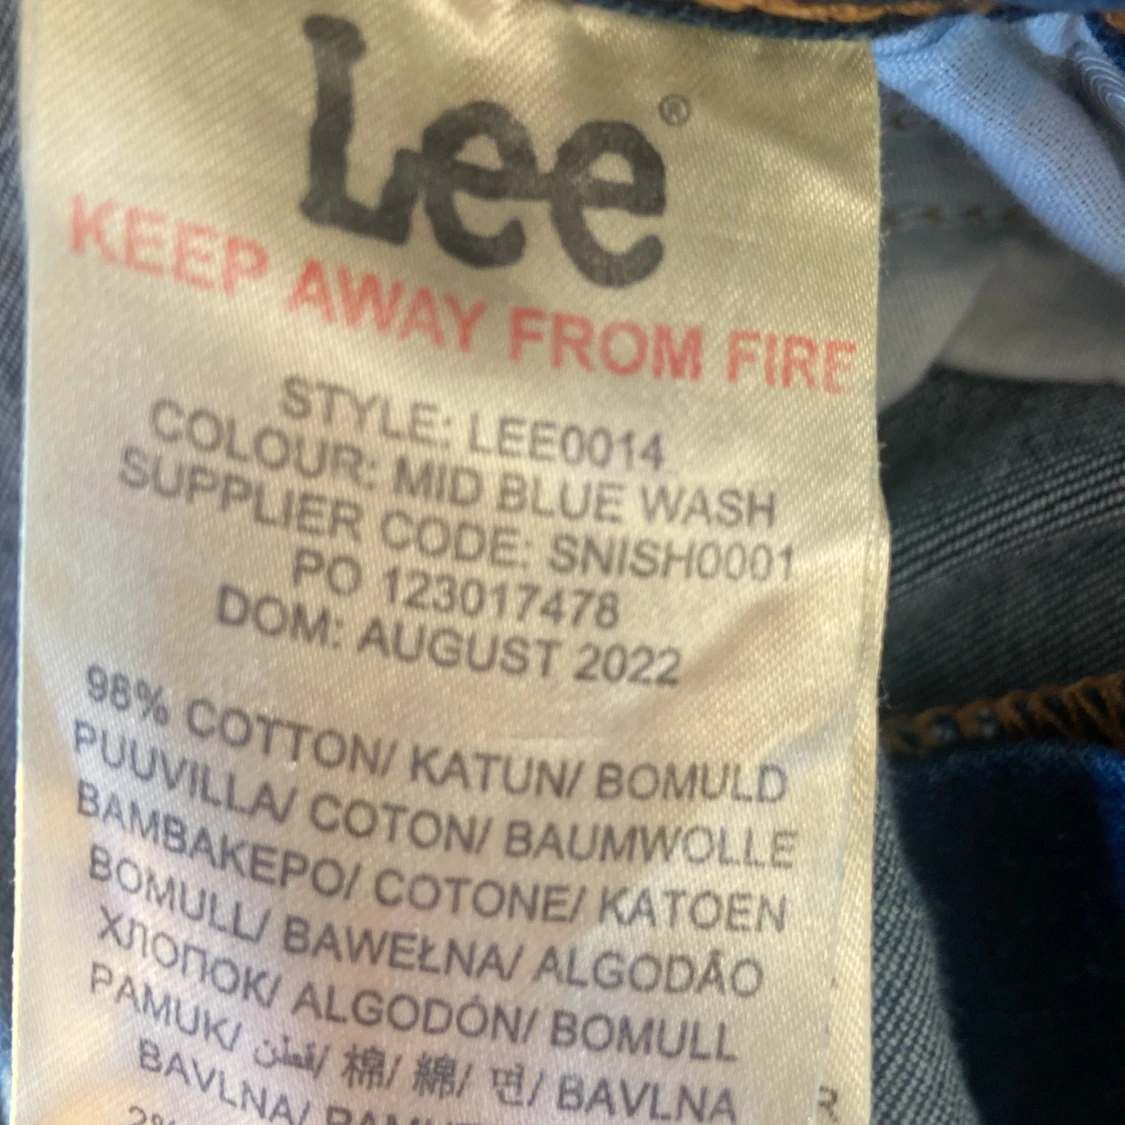 Lee®
KEEP AWAY FROM FIRE
STYLE: LEE0014
COLOUR: MID BLUE WASH
SUPPLIER CODE: SNISH0001
PO 123017478
DOM: AUGUST 2022
98% COTTON/ KATUN/ BOMULD
PUUVILLA/ COTON/ BAUMWOLLE
BAMBAKEPO/ COTONE/ KATOEN
BOMULL/ BAWEŁNA/ ALGODÃO
ХЛОПОК/ ALGODÓN/ BOMULL
PAMUK/ قطن/ 棉/ 綿/ 면/ BAVLNA
BAVLNA/
2%